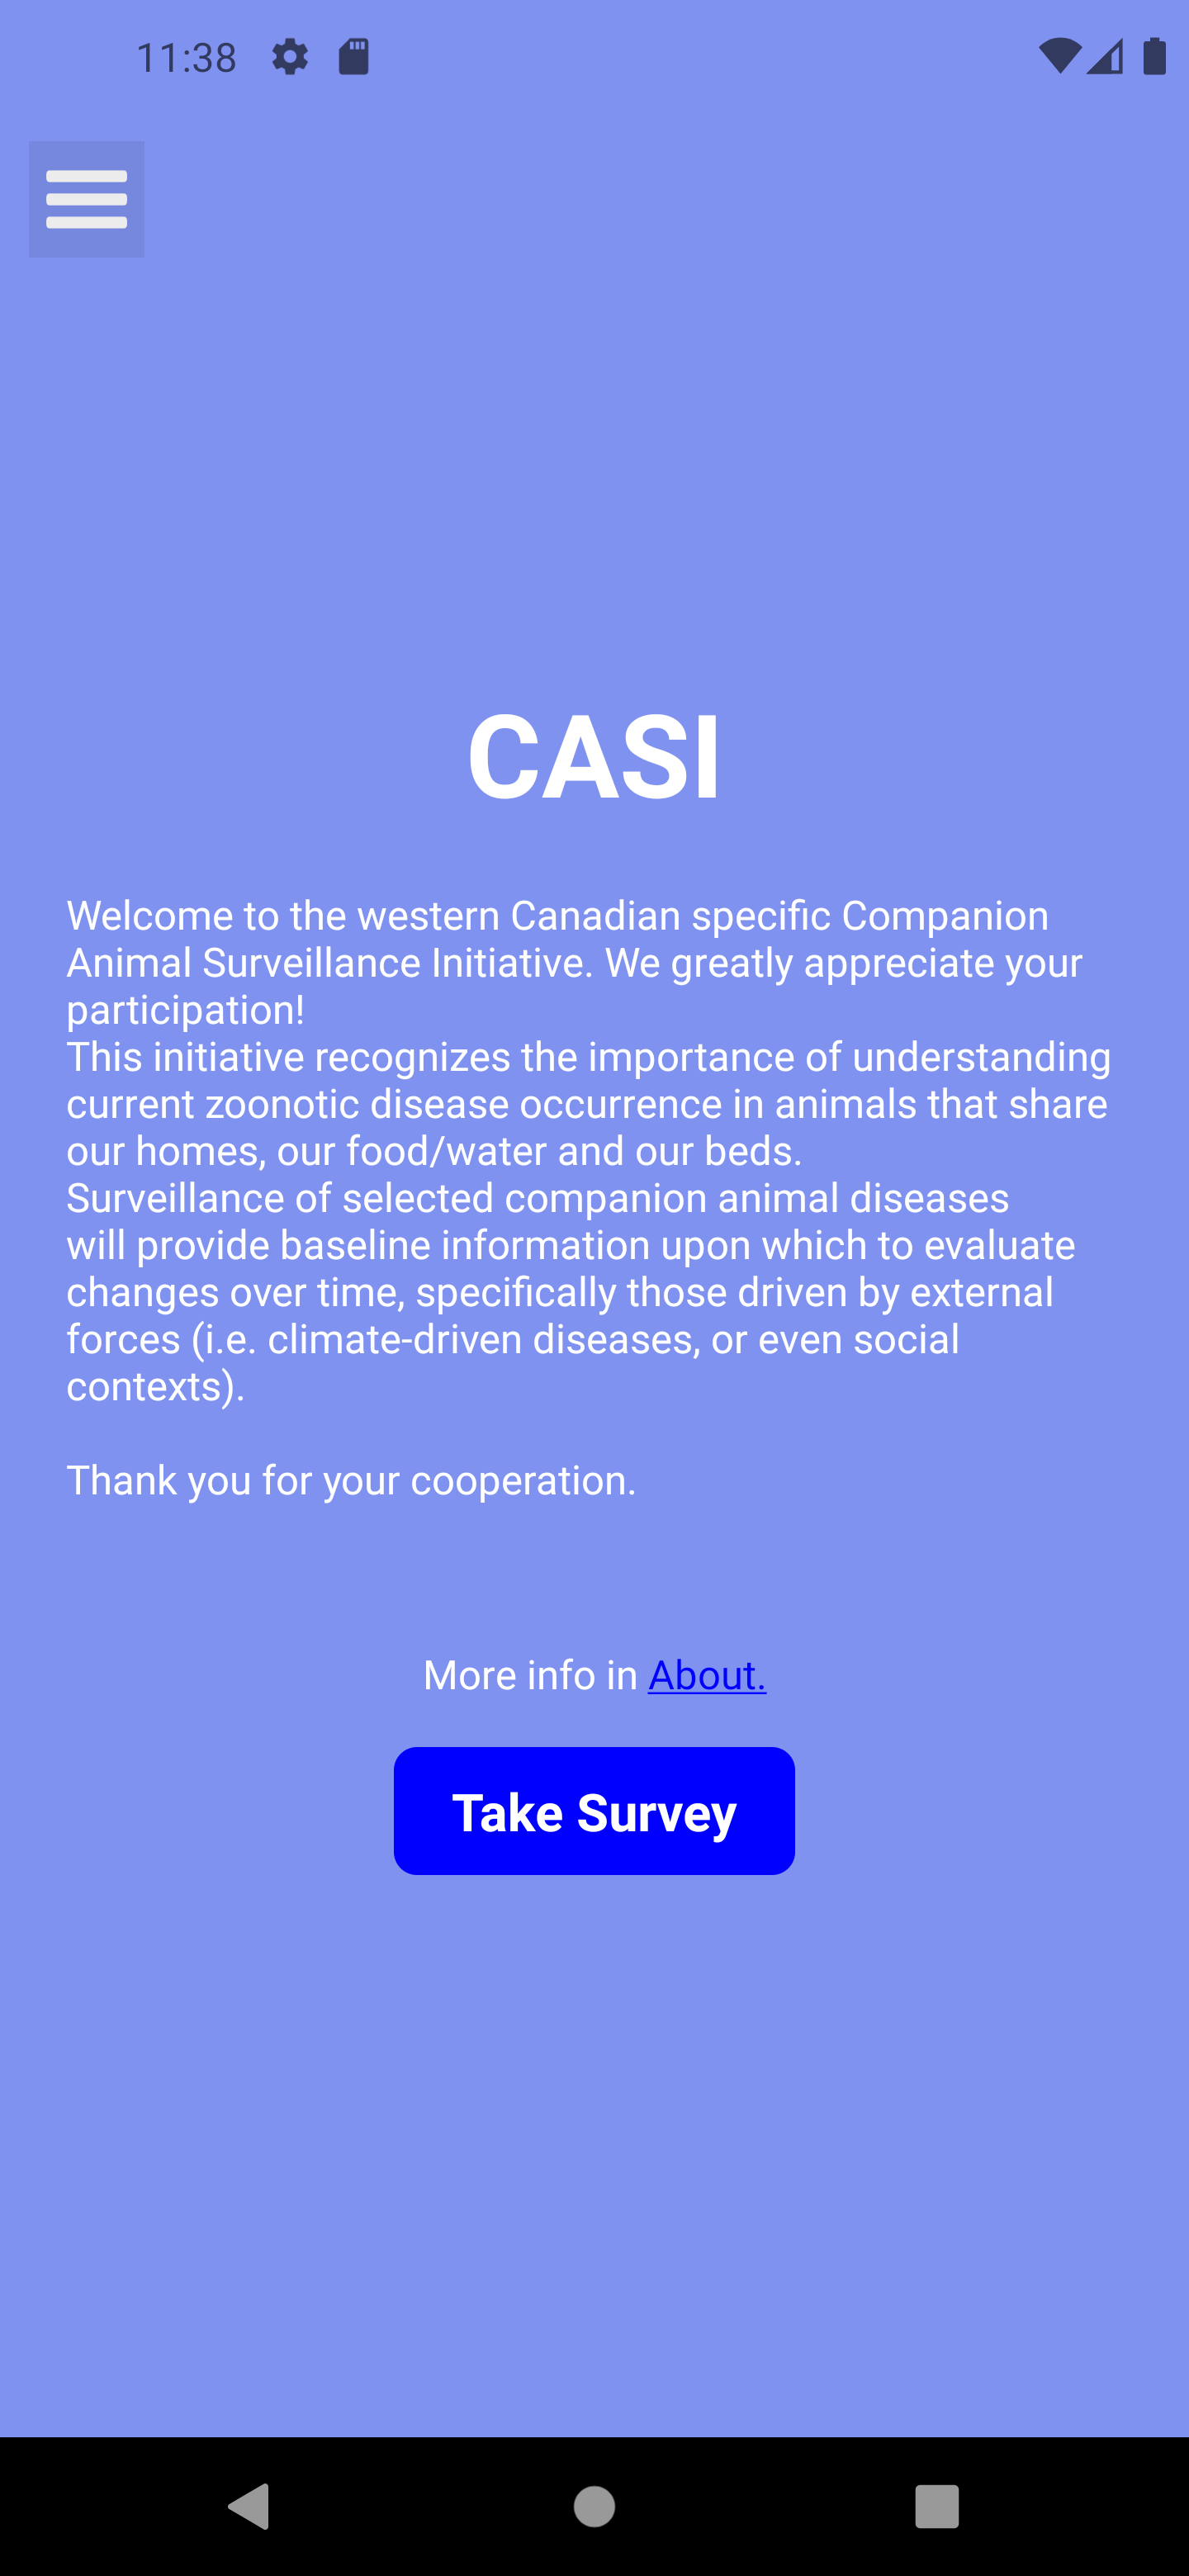 11:38
CASI
Welcome to the western Canadian specific Companion
Animal Surveillance Initiative. We greatly appreciate your
participation!
This initiative recognizes the importance of understanding
current zoonotic disease occurrence in animals that share
our homes, our food/water and our beds.
Surveillance of selected companion animal diseases
will provide baseline information upon which to evaluate
changes over time, specifically those driven by external
forces (i.e. climate-driven diseases, or even social
contexts).
Thank you for your cooperation.
More info in About.
Take Survey